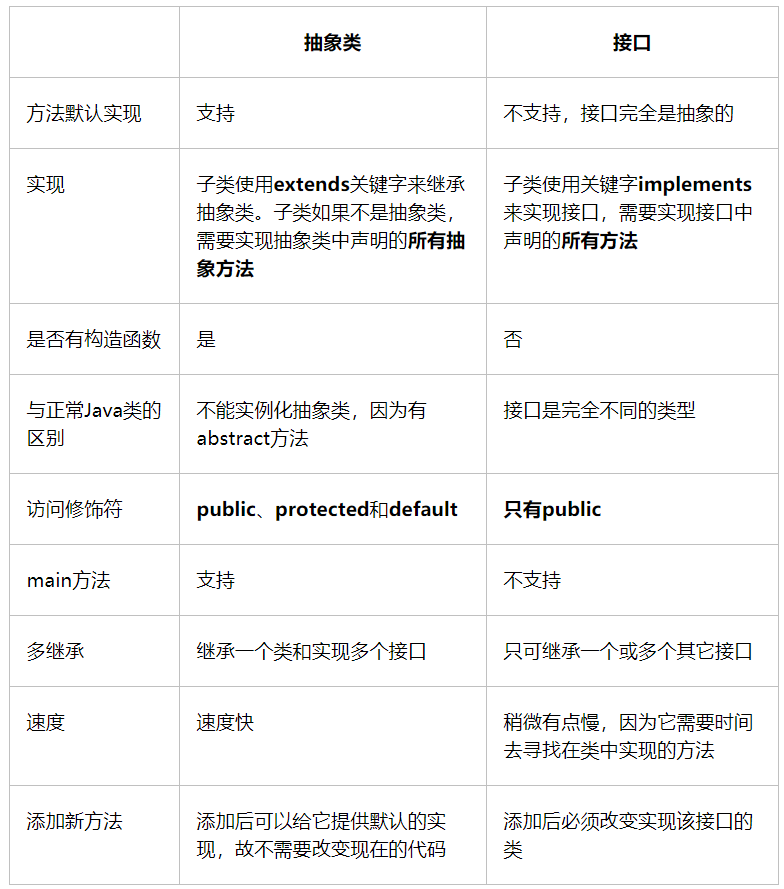 抽象类 接口
方法默认实现 支持 不支持，接口完全是抽象的
实现 子类使用extends关键字来继承 子类使用关键字implements
抽象类。子类如果不是抽象类， 来实现接口，需要实现接口中
需要实现抽象类中声明的所有抽 声明的所有方法
象方法
是否有构造函数 是 否
与正常Java类的 不能实例化抽象类，因为有 接口是完全不同的类型
区别 abstract方法
访问修饰符 public、protected和default 只有public
main方法 支持 不支持
多继承 继承一个类和实现多个接口 只可继承一个或多个其它接口
速度 速度快 稍微有点慢，因为它需要时间
去寻找在类中实现的方法
添加新方法 添加后可以给它提供默认的实 添加后必须改变实现该接口的
现，故不需要改变现在的代码 类